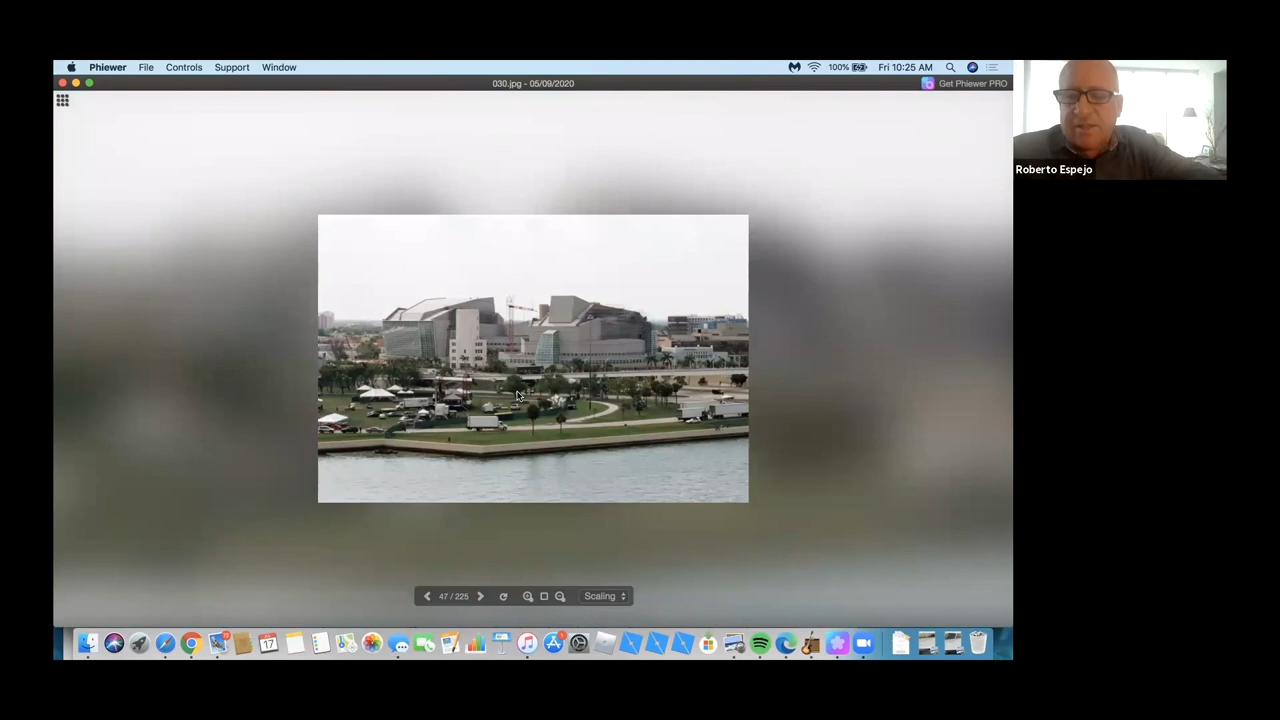 Phiewer File Controls Support Window 100% Fri 10:25 AM
030.jpg - 05/09/2020 Get Phiewer PRO
Roberto Espejo
47 / 225 Scaling
17